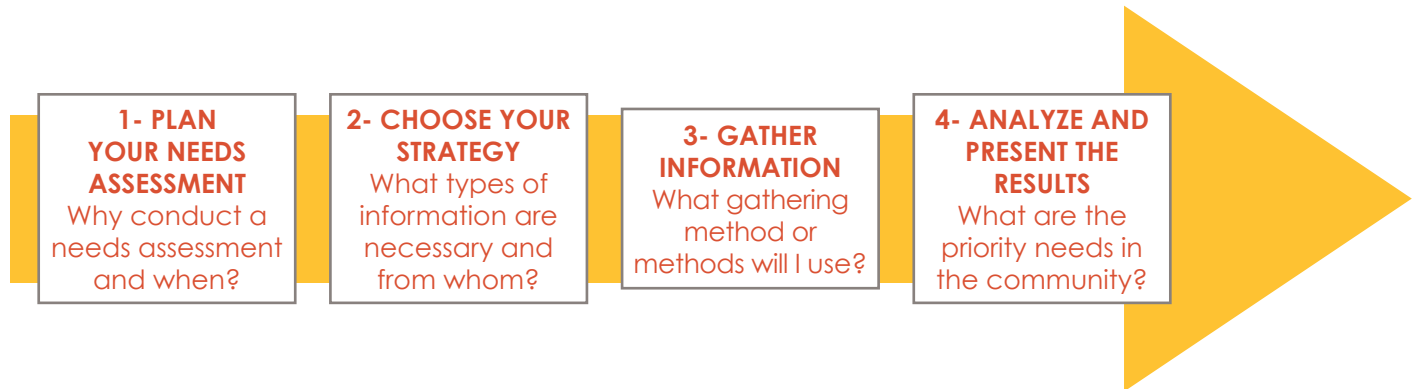 1- PLAN
YOUR NEEDS
ASSESSMENT
Why conduct a
needs assessment
and when?
2- CHOOSE YOUR
STRATEGY
What types of
information are
necessary and
from whom?
3- GATHER
INFORMATION
What gathering
method or
methods will I use?
4- ANALYZE AND
PRESENT THE
RESULTS
What are the
priority needs in
the community?